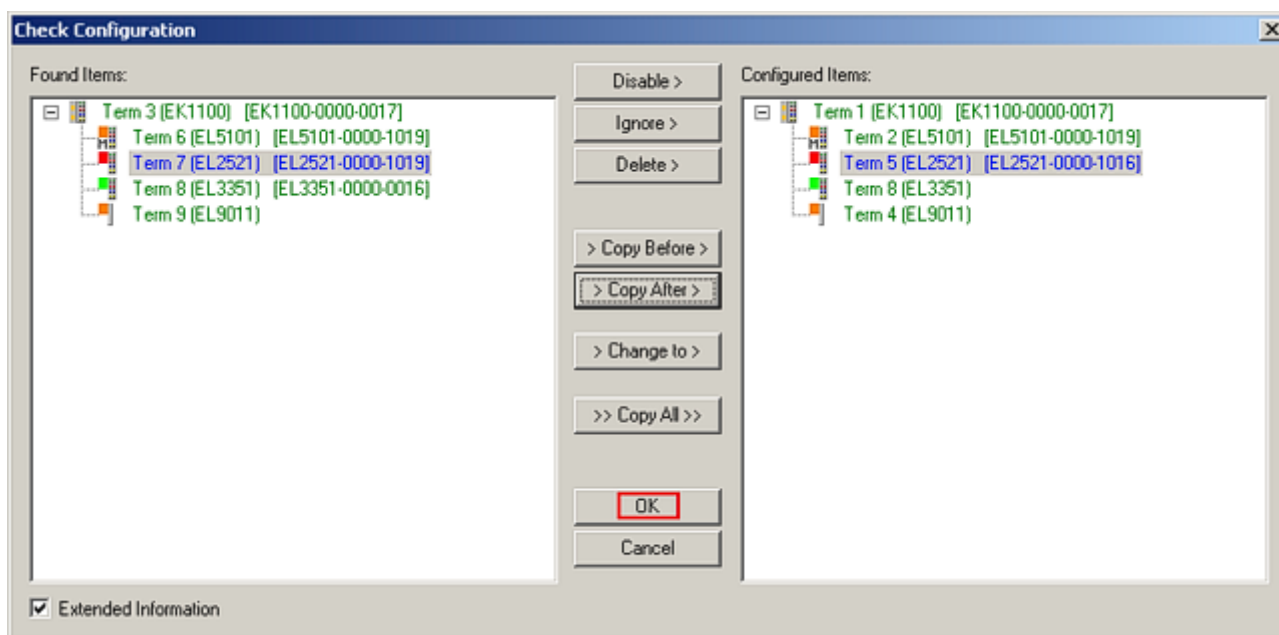 Check Configuration
Found Items:
Term 3 (EK1100) [EK1100-0000-0017]
Term 6 (EL5101) [EL5101-0000-1019]
Term 7 (EL2521) [EL2521-0000-1019]
Term 8 (EL3351) [EL3351-0000-0016]
Term 9 (EL9011)
Disable >
Ignore >
Delete >
> Copy Before >
> Copy After >
> Change to >
>> Copy All >>
OK
Cancel
Configured Items:
Term 1 (EK1100) [EK1100-0000-0017]
Term 2 (EL5101) [EL5101-0000-1019]
Term 5 (EL2521) [EL2521-0000-1016]
Term 8 (EL3351)
Term 4 (EL9011)
Extended Information